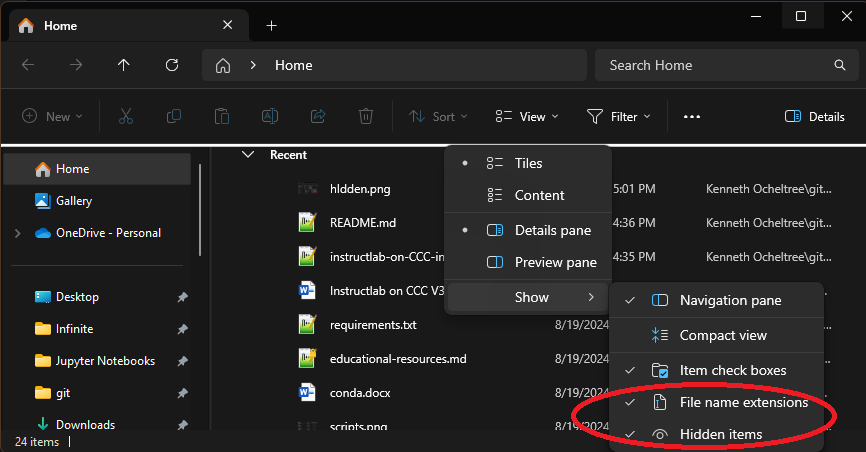 Home
Home
Search Home
New
Sort
View
Filter
Details
Recent
Home
Gallery
OneDrive - Personal
Desktop
Infinite
Jupyter Notebooks
git
Downloads
hIdden.png 5:01 PM Kenneth Ocheltree\git...
README.md 4:36 PM Kenneth Ocheltree\git...
instructlab-on-CCC-in 4:35 PM Kenneth Ocheltree\git...
Instructlab on CCC V3
requirements.txt 8/19/2024
educational-resources.md 8/19/2024
conda.docx 8/19/2024
scripts.png 8/19/2024
Tiles
Content
Details pane
Preview pane
Show
Navigation pane
Compact view
Item check boxes
File name extensions
Hidden items
24 items